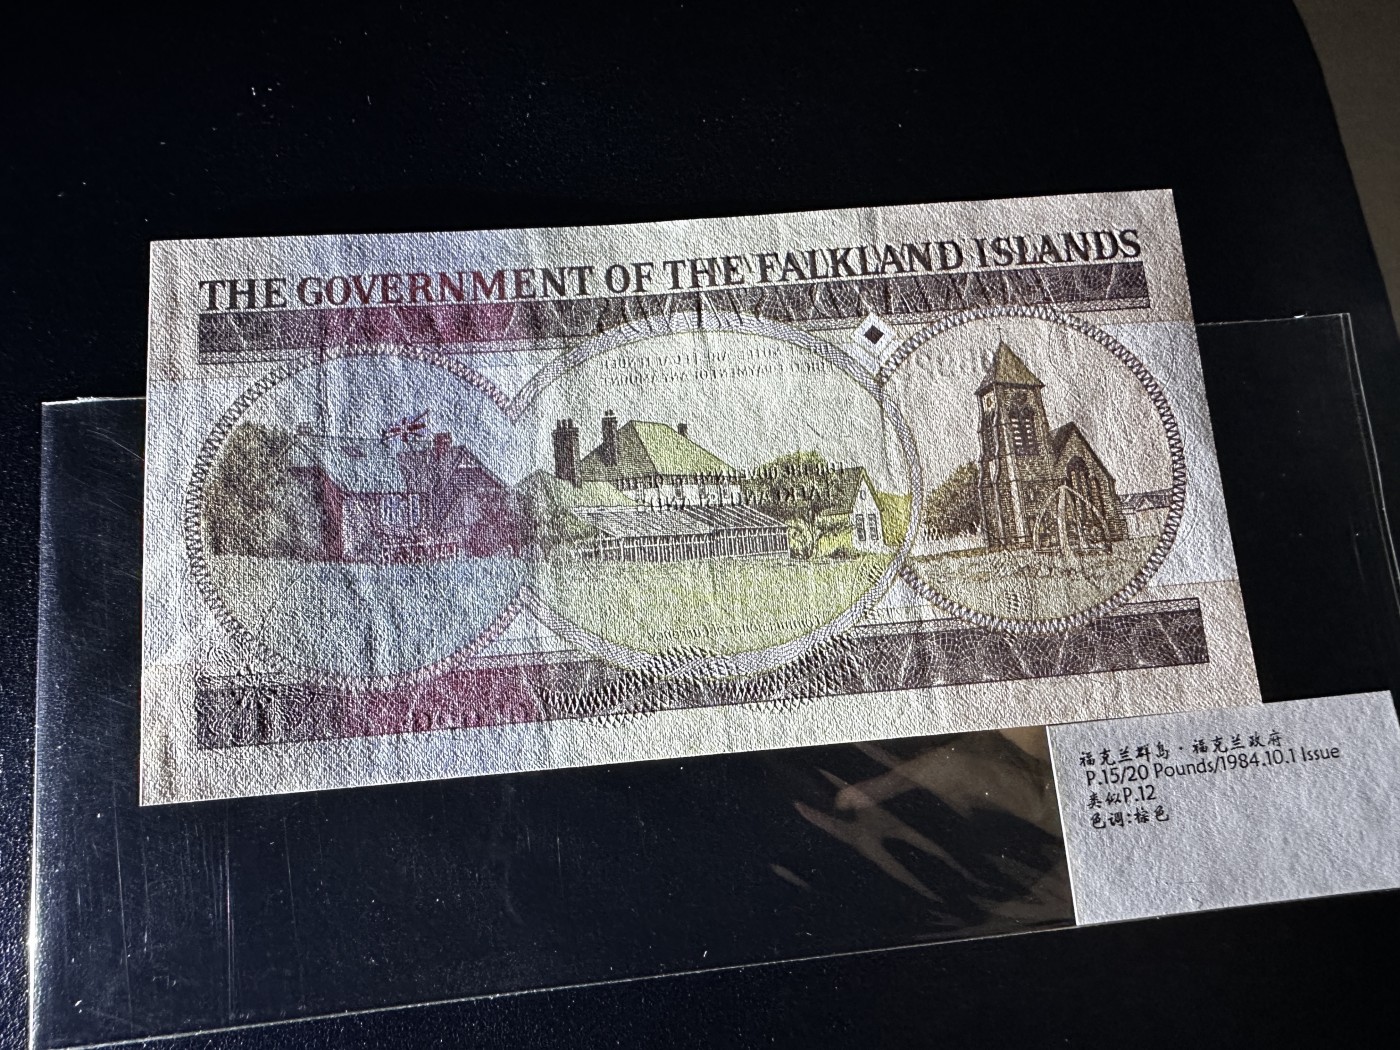 THE GOVERNMENT OF THE FALKLAND ISLANDS
福克兰群岛·福克兰政府
P.15/20 Pounds/1984.10.1 Issue
类似P.12
色调:棕色